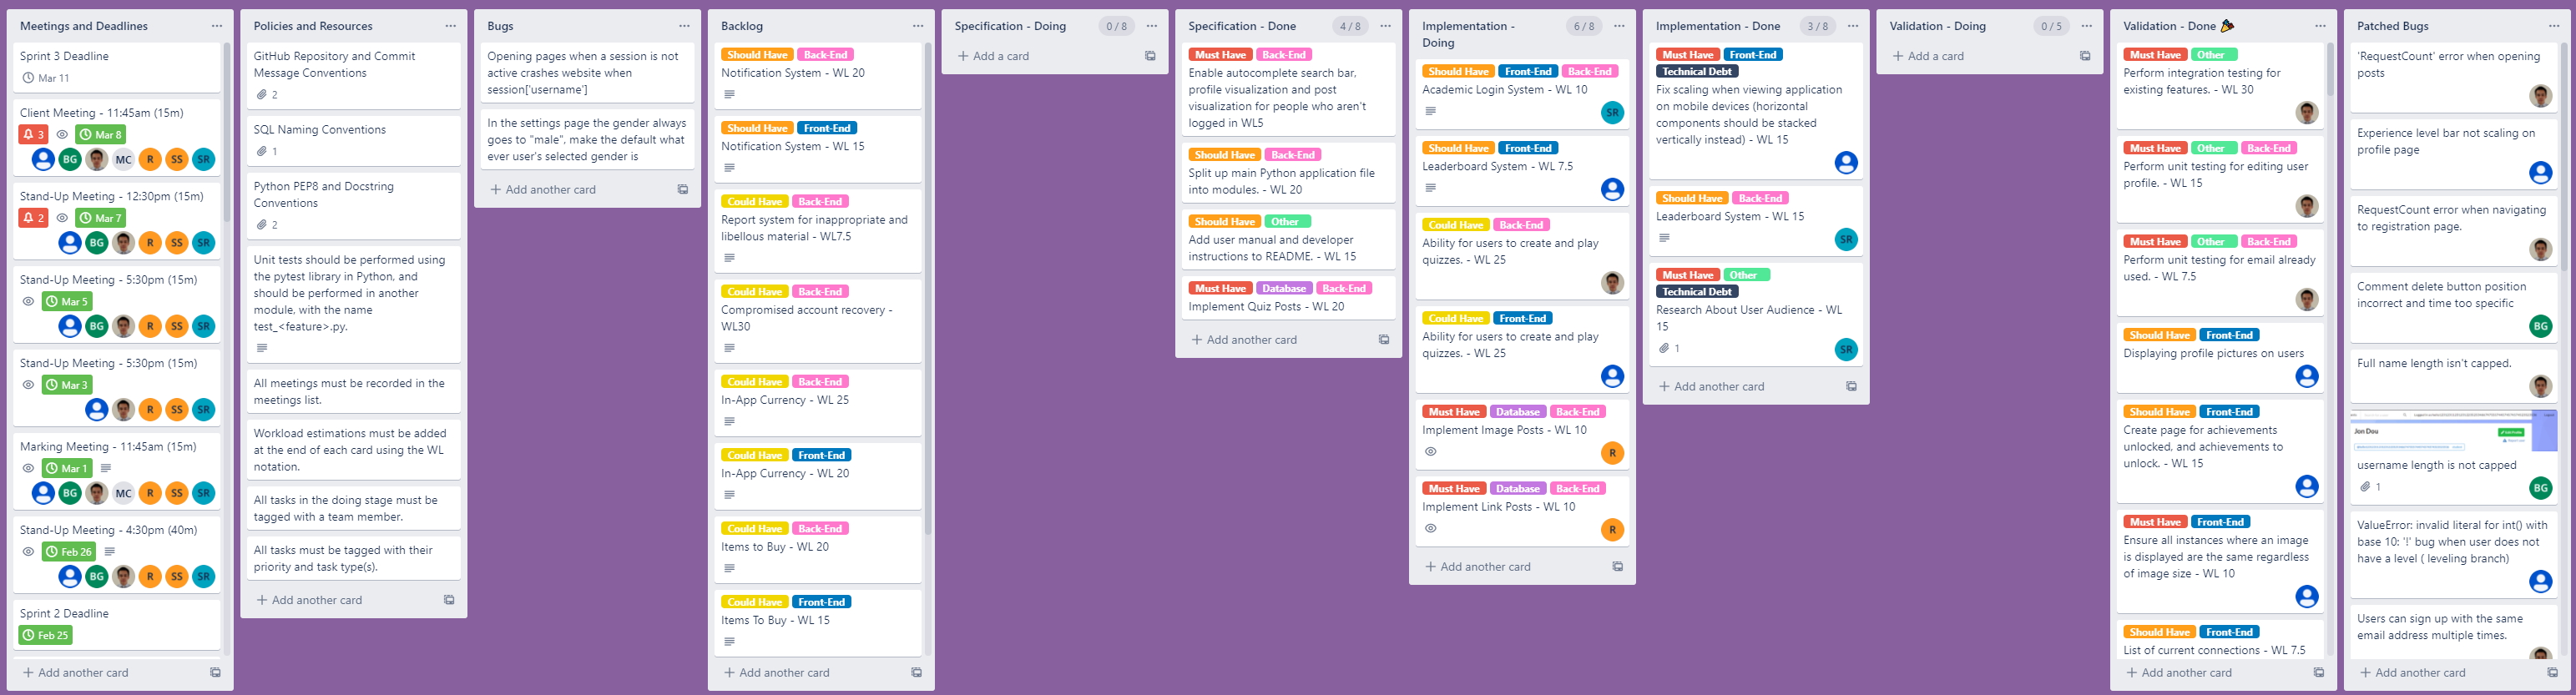 Meetings and Deadlines
Sprint 3 Deadline
Mar 11
Client Meeting - 11:45am (15m)
3
Mar 8
BG
MC
R
SS
SR
Stand-Up Meeting - 12:30pm (15m)
2
Mar 7
BG
R
SS
SR
Stand-Up Meeting - 5:30pm (15m)
Mar 5
BG
R
SS
SR
Stand-Up Meeting - 5:30pm (15m)
Mar 3
R
SS
SR
Marking Meeting - 11:45am (15m)
Mar 1
BG
MC
R
SS
SR
Stand-Up Meeting - 4:30pm (40m)
Feb 26
BG
R
SS
SR
Sprint 2 Deadline
Feb 25
+ Add another card
Policies and Resources
GitHub Repository and Commit
Message Conventions
2
SQL Naming Conventions
1
Python PEP8 and Docstring
Conventions
2
Unit tests should be performed using
the pytest library in Python, and
should be performed in another
module, with the name
test_<feature>.py.
All meetings must be recorded in the
meetings list.
Workload estimations must be added
at the end of each card using the WL
notation.
All tasks in the doing stage must be
tagged with a team member.
All tasks must be tagged with their
priority and task type(s).
+ Add another card
Bugs
Opening pages when a session is not
active crashes website when
session['username']
In the settings page the gender always
goes to "male", make the default what
ever user's selected gender is
+ Add another card
Backlog
Should Have Back-End
Notification System - WL 20
Should Have Front-End
Notification System - WL 15
Could Have Back-End
Report system for inappropriate and
libellous material - WL7.5
Could Have Back-End
Compromised account recovery -
WL30
Could Have Back-End
In-App Currency - WL 25
Could Have Front-End
In-App Currency - WL 20
Could Have Back-End
Items to Buy - WL 20
Could Have Front-End
Items To Buy - WL 15
+ Add another card
Specification - Doing
0 / 8
+ Add a card
Specification - Done
4 / 8
Must Have Back-End
Enable autocomplete search bar,
profile visualization and post
visualization for people who aren't
logged in WL5
Should Have Back-End
Split up main Python application file
into modules. - WL 20
Should Have Other
Add user manual and developer
instructions to README. - WL 15
Must Have Database Back-End
Implement Quiz Posts - WL 20
+ Add another card
Implementation -
Doing
6 / 8
Should Have Front-End Back-End
Academic Login System - WL 10
SR
Should Have Front-End
Leaderboard System - WL 7.5
Could Have Back-End
Ability for users to create and play
quizzes. - WL 25
Could Have Front-End
Ability for users to create and play
quizzes. - WL 25
Must Have Database Back-End
Implement Image Posts - WL 10
R
Must Have Database Back-End
Implement Link Posts - WL 10
R
+ Add another card
Implementation - Done
3 / 8
Must Have Front-End
Technical Debt
Fix scaling when viewing application
on mobile devices (horizontal
components should be stacked
vertically instead) - WL 15
Should Have Back-End
Leaderboard System - WL 15
SR
Must Have Other
Technical Debt
Research About User Audience - WL
15
1
SR
+ Add another card
Validation - Doing
0 / 5
+ Add a card
Validation - Done
Must Have Other
Perform integration testing for
existing features. - WL 30
Must Have Other Back-End
Perform unit testing for editing user
profile. - WL 15
Must Have Other Back-End
Perform unit testing for email already
used. - WL 7.5
Should Have Front-End
Displaying profile pictures on users
Should Have Front-End
Create page for achievements
unlocked, and achievements to
unlock. - WL 15
Must Have Front-End
Ensure all instances where an image
is displayed are the same regardless
of image size - WL 10
Should Have Front-End
List of current connections - WL 7.5
+ Add another card
Patched Bugs
'RequestCount' error when opening
posts
Experience level bar not scaling on
profile page
RequestCount error when navigating
to registration page.
Comment delete button position
incorrect and time too specific
BG
Full name length isn't capped.
Jon Dou
username length is not capped
1
BG
ValueError: invalid literal for int() with
base 10: '!' bug when user does not
have a level ( leveling branch)
Users can sign up with the same
email address multiple times.
+ Add another card